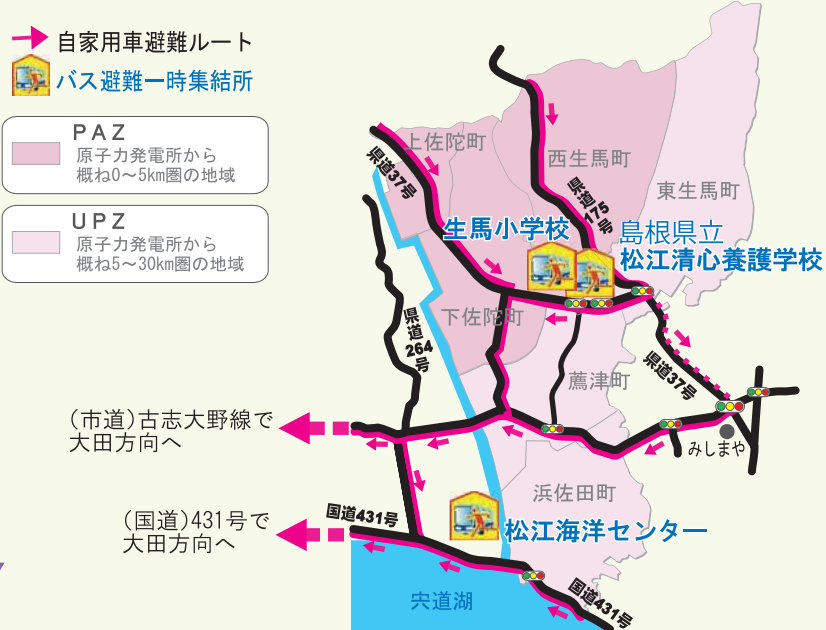 自家用車避難ルート
バス避難一時集結所
PAZ
原子力発電所から
概ね0～5km圏の地域
UPZ
原子力発電所から
概ね5～30km圏の地域
上佐陀町
西生馬町
東生馬町
県道37号
県道175号
生馬小学校
島根県立
松江清心養護学校
下佐陀町
県道264号
薦津町
県道37号
みしまや
(市道)古志大野線で
大田方向へ
浜佐田町
(国道)431号で
大田方向へ
国道431号
松江海洋センター
宍道湖
国道431号